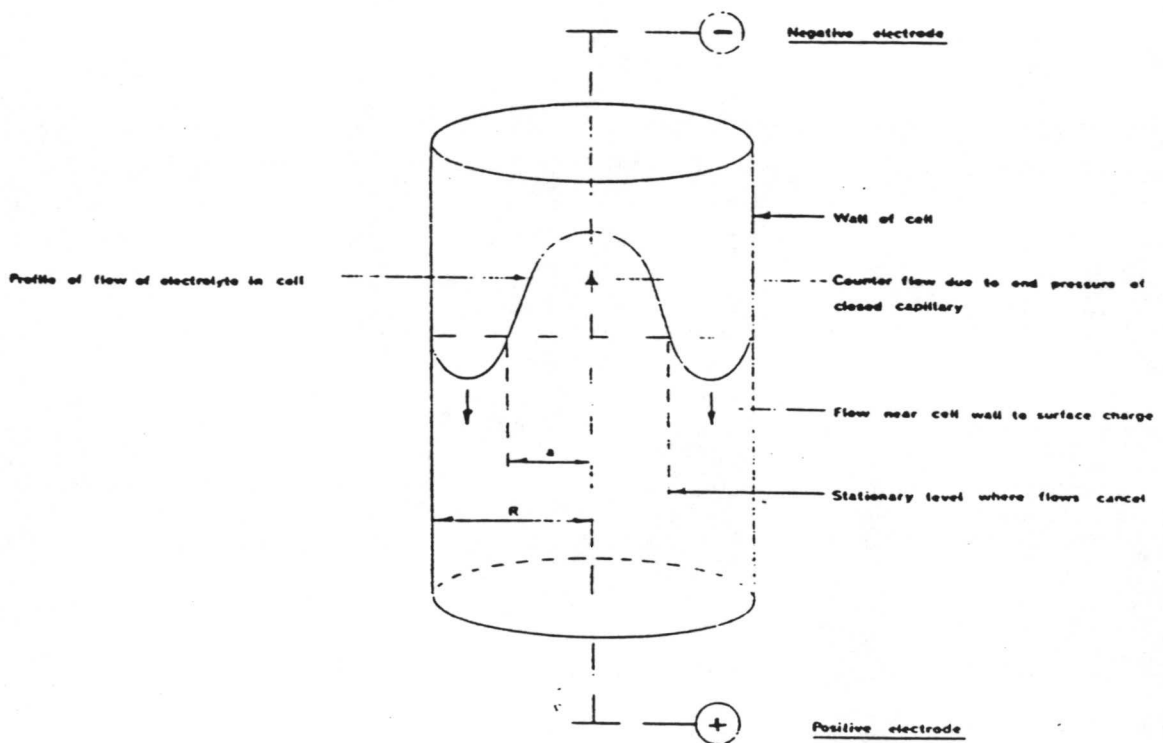 −
Negative electrode
Wall of cell
Profile of flow of electrolyte in cell
Counter flow due to end pressure of
closed capillary
Flow near cell wall to surface charge
a
Stationary level where flows cancel
R
+
Positive electrode